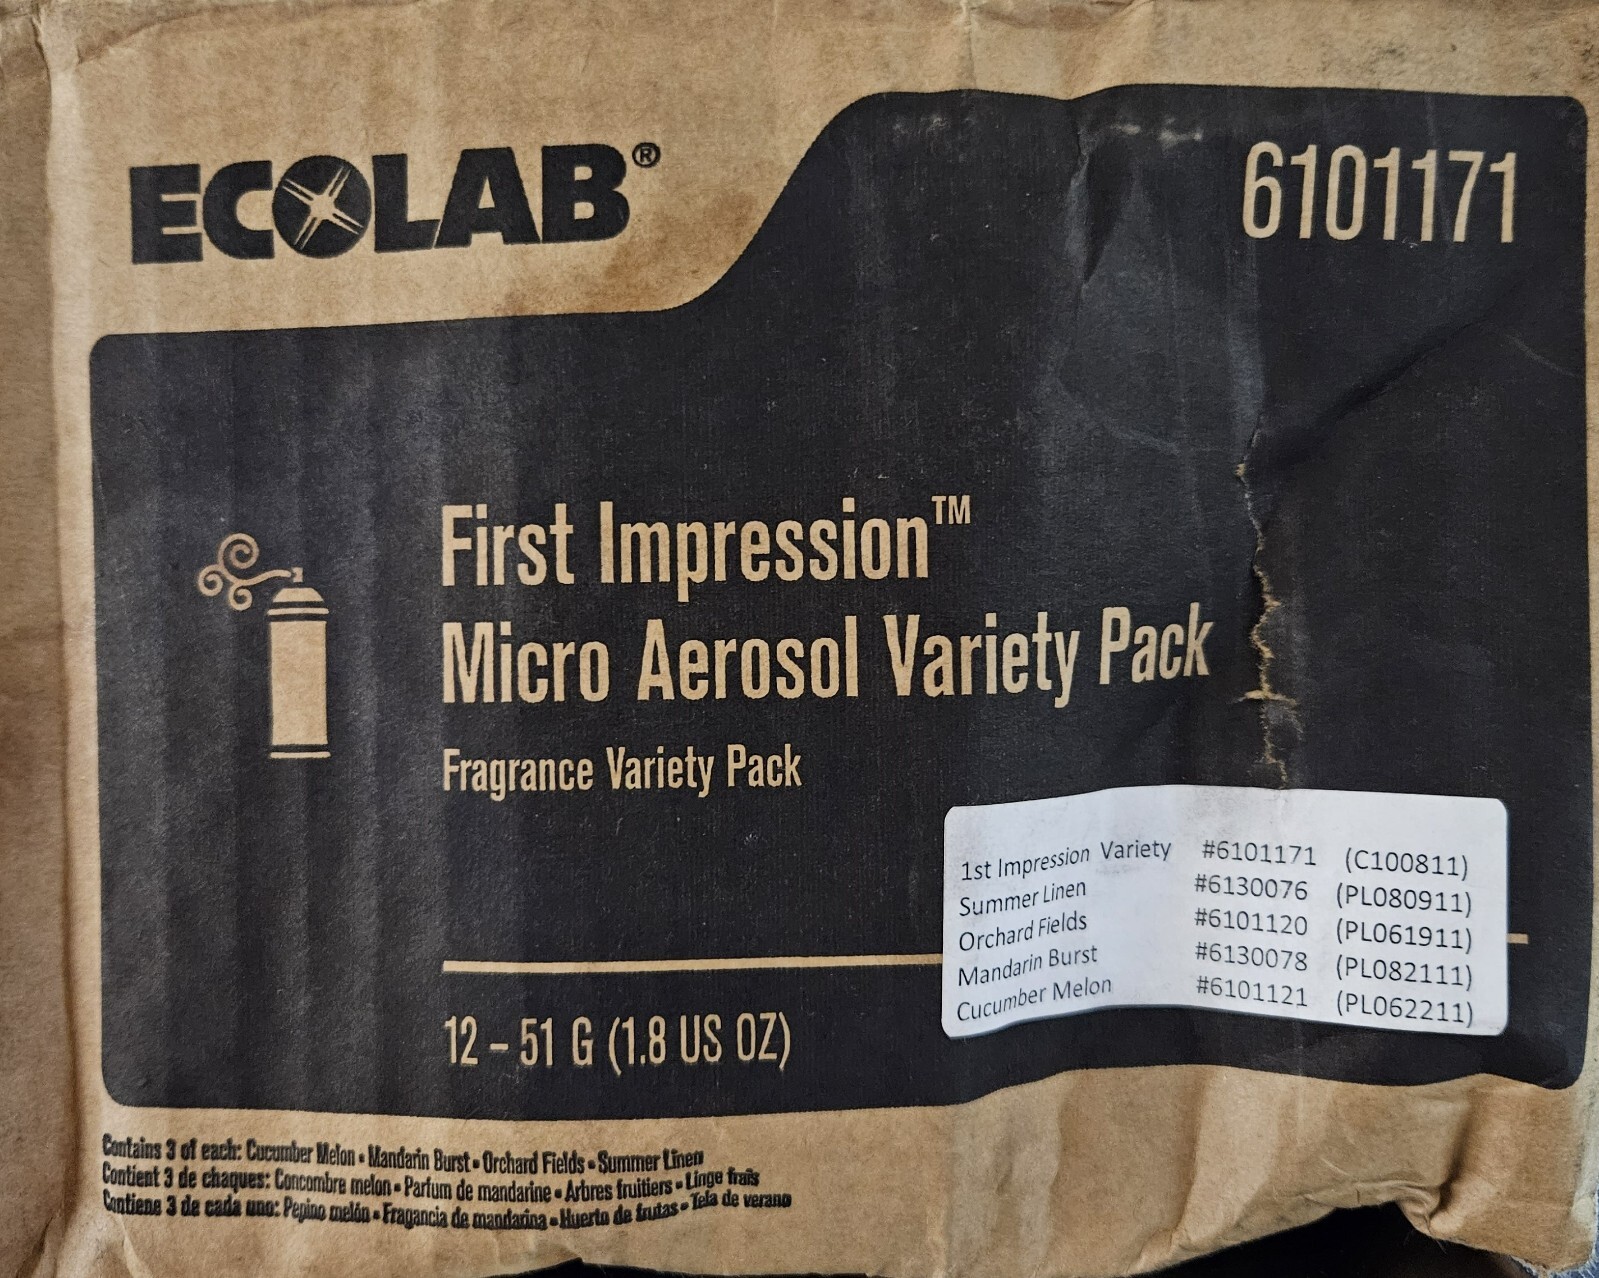 ECOLAB®
6101171
First Impression™
Micro Aerosol Variety Pack
Fragrance Variety Pack
1st Impression Variety #6101171 (C100811)
Summer Linen #6130076 (PL080911)
Orchard Fields #6101120 (PL061911)
Mandarin Burst #6130078 (PL082111)
Cucumber Melon #6101121 (PL062211)
12 – 51 G (1.8 US OZ)
Contains 3 of each: Cucumber Melon • Mandarin Burst • Orchard Fields • Summer Linen
Contient 3 de chaques: Concombre melon • Parfum de mandarine • Arbres fruitiers • Linge frais
Contiene 3 de cada uno: Pepino melón • Fragancia de mandarina • Huerto de frutas • Tela de verano